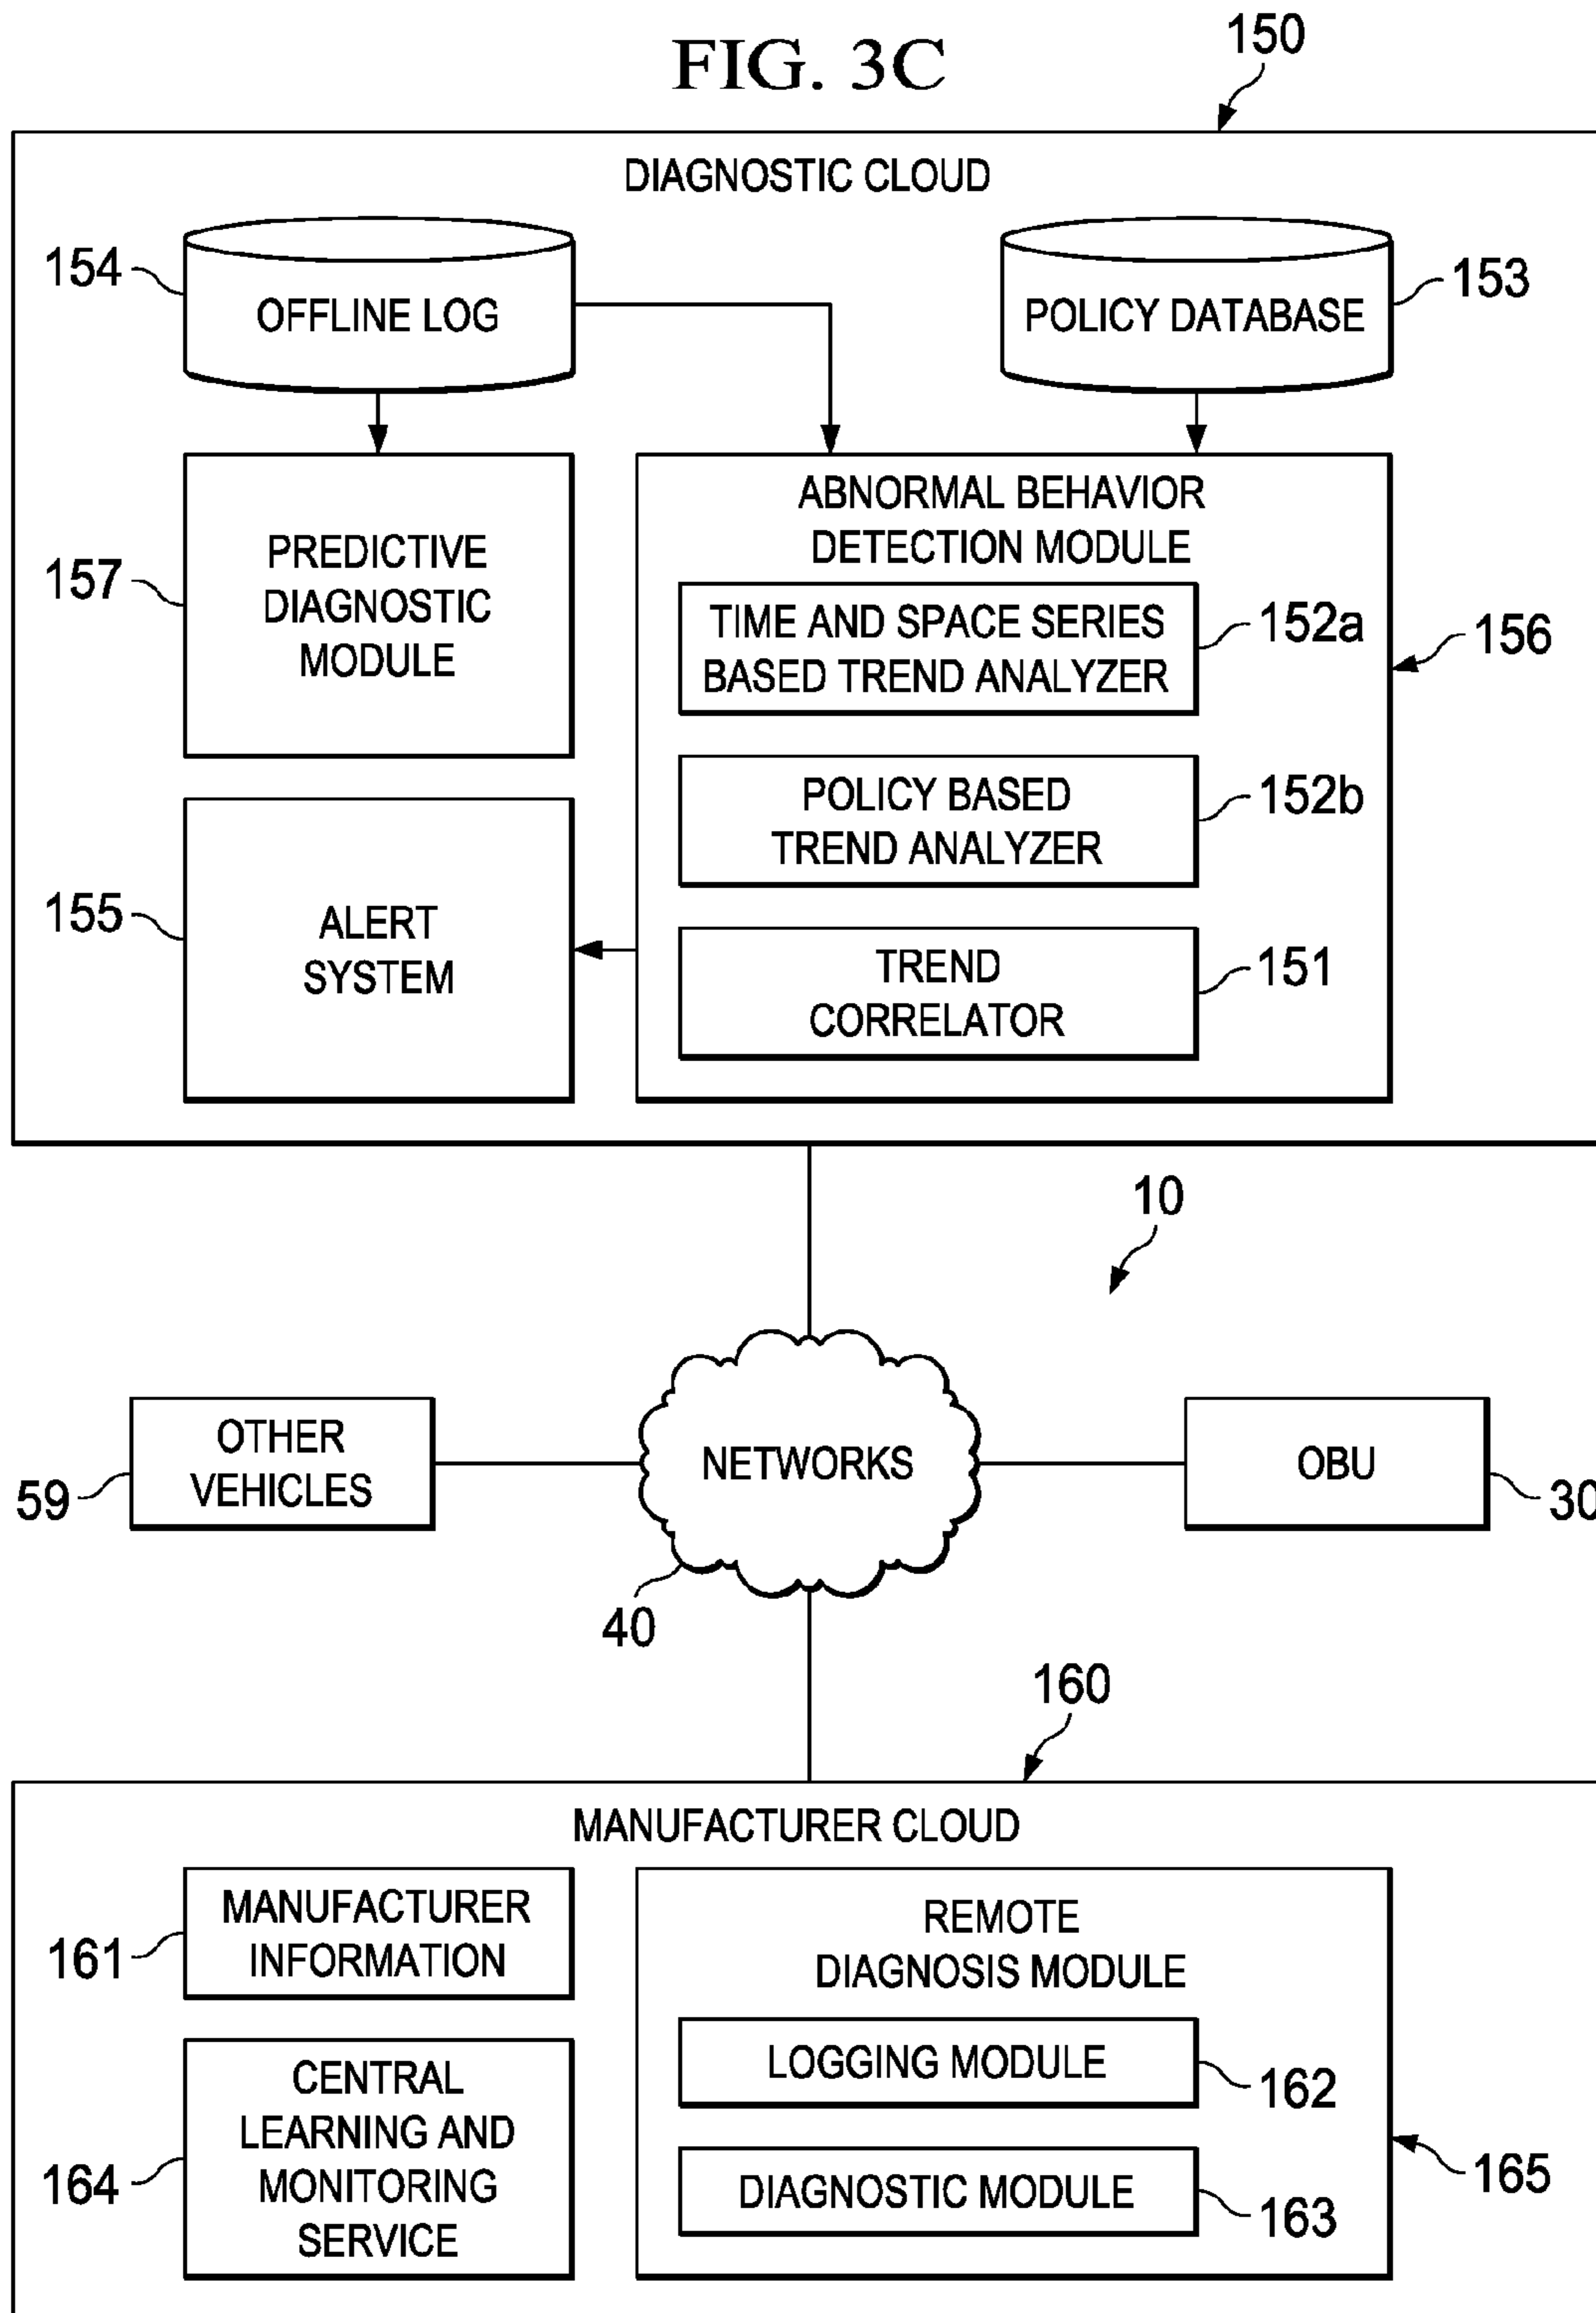 FIG. 3C
150
DIAGNOSTIC CLOUD
154
OFFLINE LOG
POLICY DATABASE
153
157
PREDICTIVE
DIAGNOSTIC
MODULE
ABNORMAL BEHAVIOR
DETECTION MODULE
TIME AND SPACE SERIES
BASED TREND ANALYZER
152a
156
POLICY BASED
TREND ANALYZER
152b
155
ALERT
SYSTEM
TREND
CORRELATOR
151
10
OTHER
VEHICLES
59
NETWORKS
40
OBU
30
160
MANUFACTURER CLOUD
MANUFACTURER
INFORMATION
161
REMOTE
DIAGNOSIS MODULE
LOGGING MODULE
162
CENTRAL
LEARNING AND
MONITORING
SERVICE
164
DIAGNOSTIC MODULE
163
165